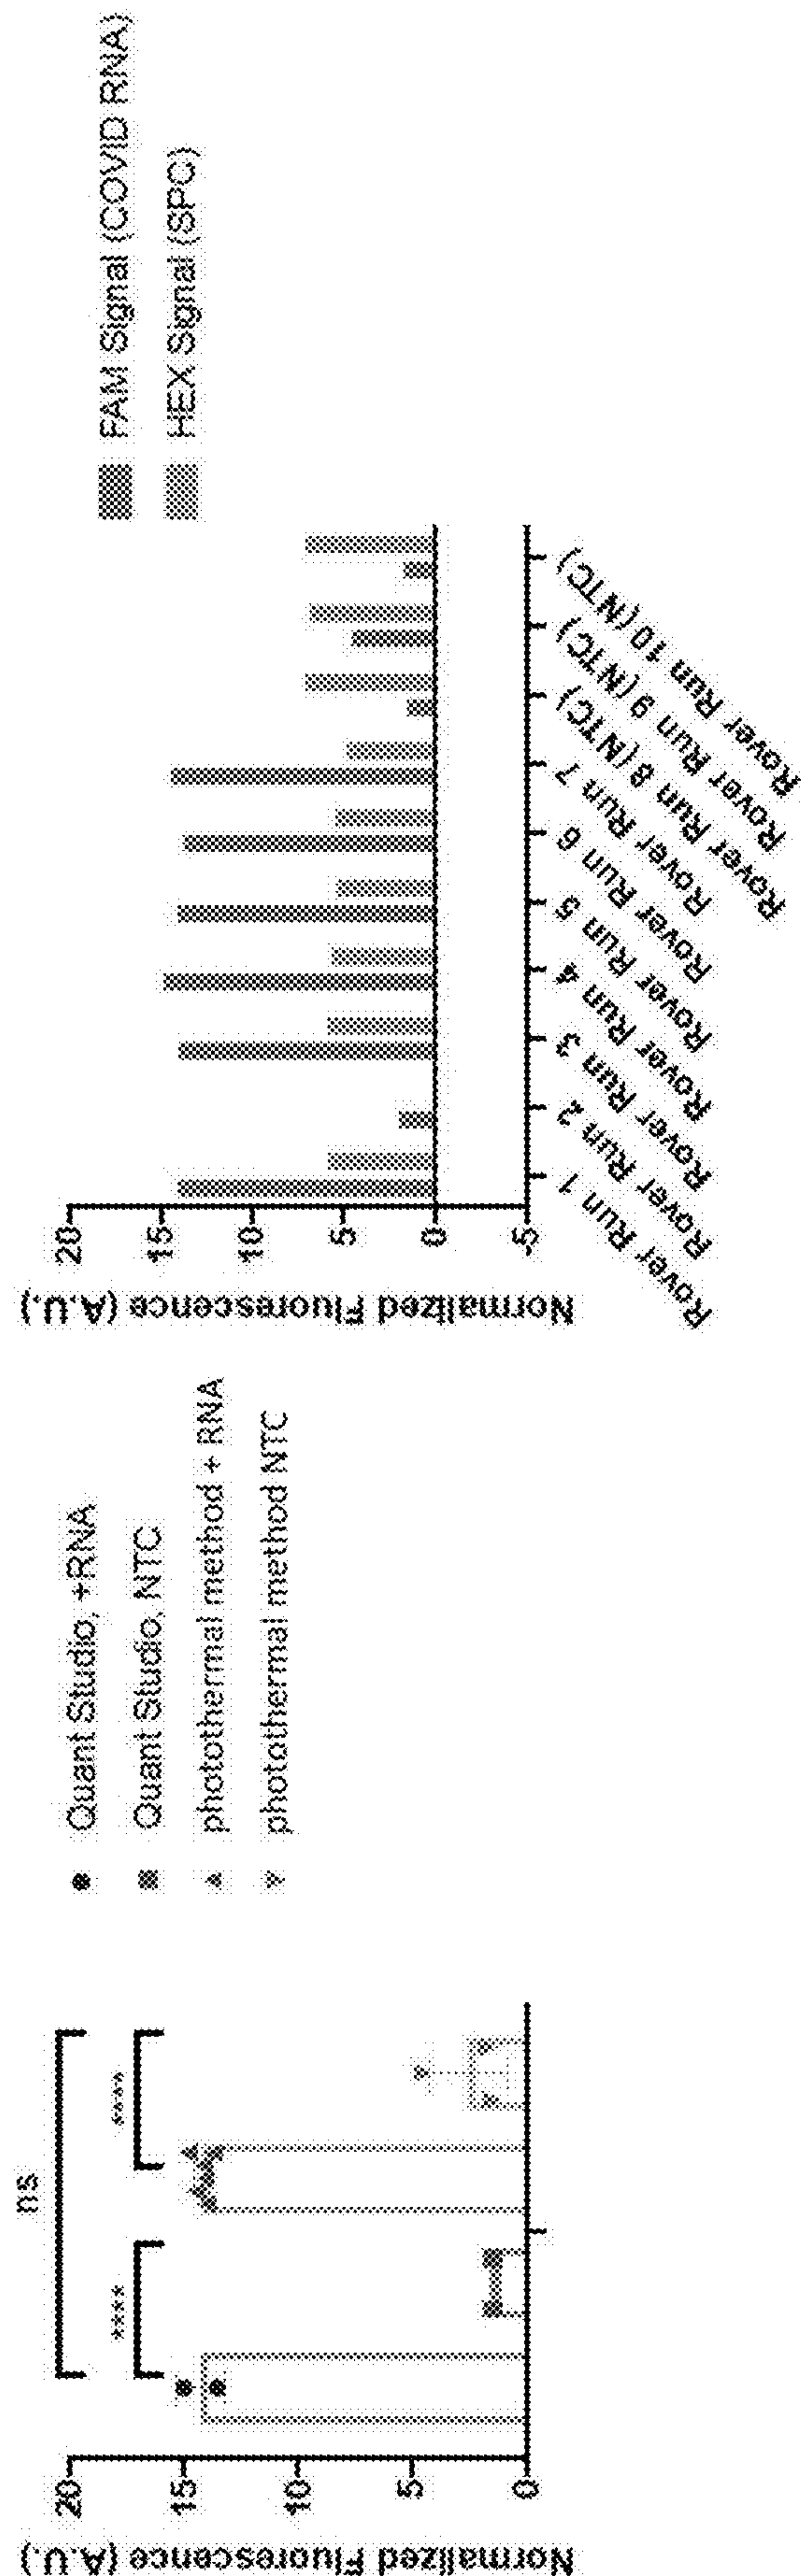 Normalized Fluorescence (A.U.)
20
15
10
5
0
ns
****
****
Quant Studio, +RNA
Quant Studio, NTC
photothermal method + RNA
photothermal method NTC
Normalized Fluorescence (A.U.)
20
15
10
5
0
-5
Rover Run 1
Rover Run 2
Rover Run 3
Rover Run 4
Rover Run 5
Rover Run 6
Rover Run 7
Rover Run 8 (NTC)
Rover Run 9 (NTC)
Rover Run 10 (NTC)
FAM Signal (COVID RNA)
HEX Signal (SPC)